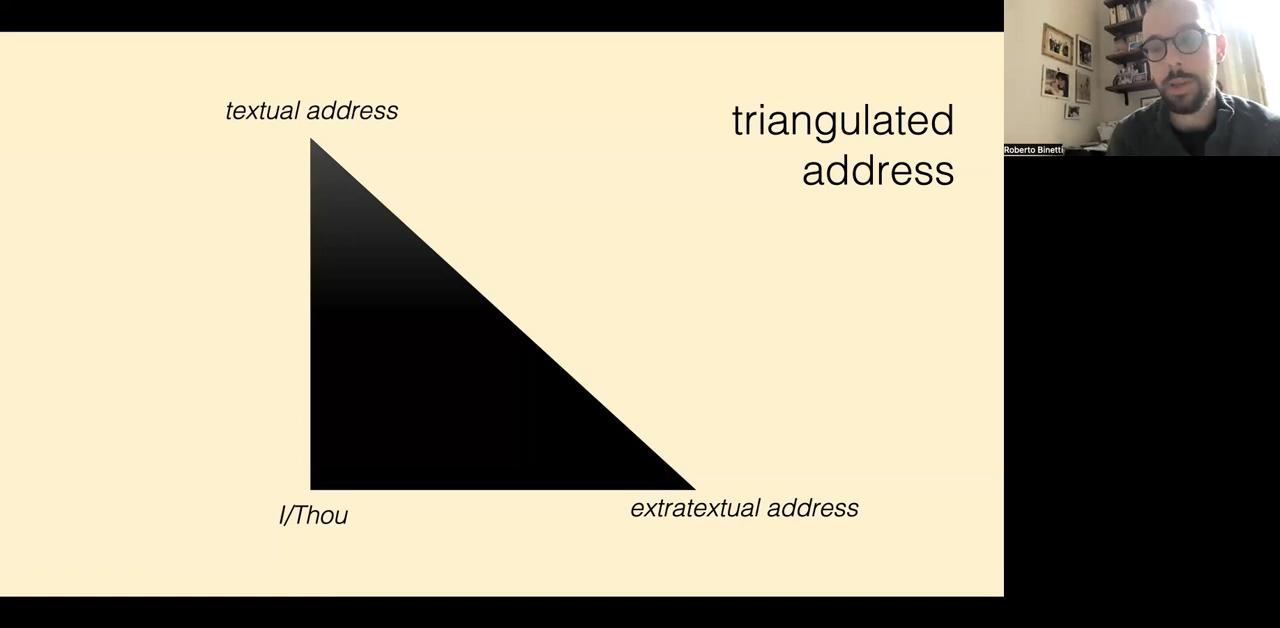 textual address
triangulated
address
I/Thou
extratextual address
Roberto Binetti